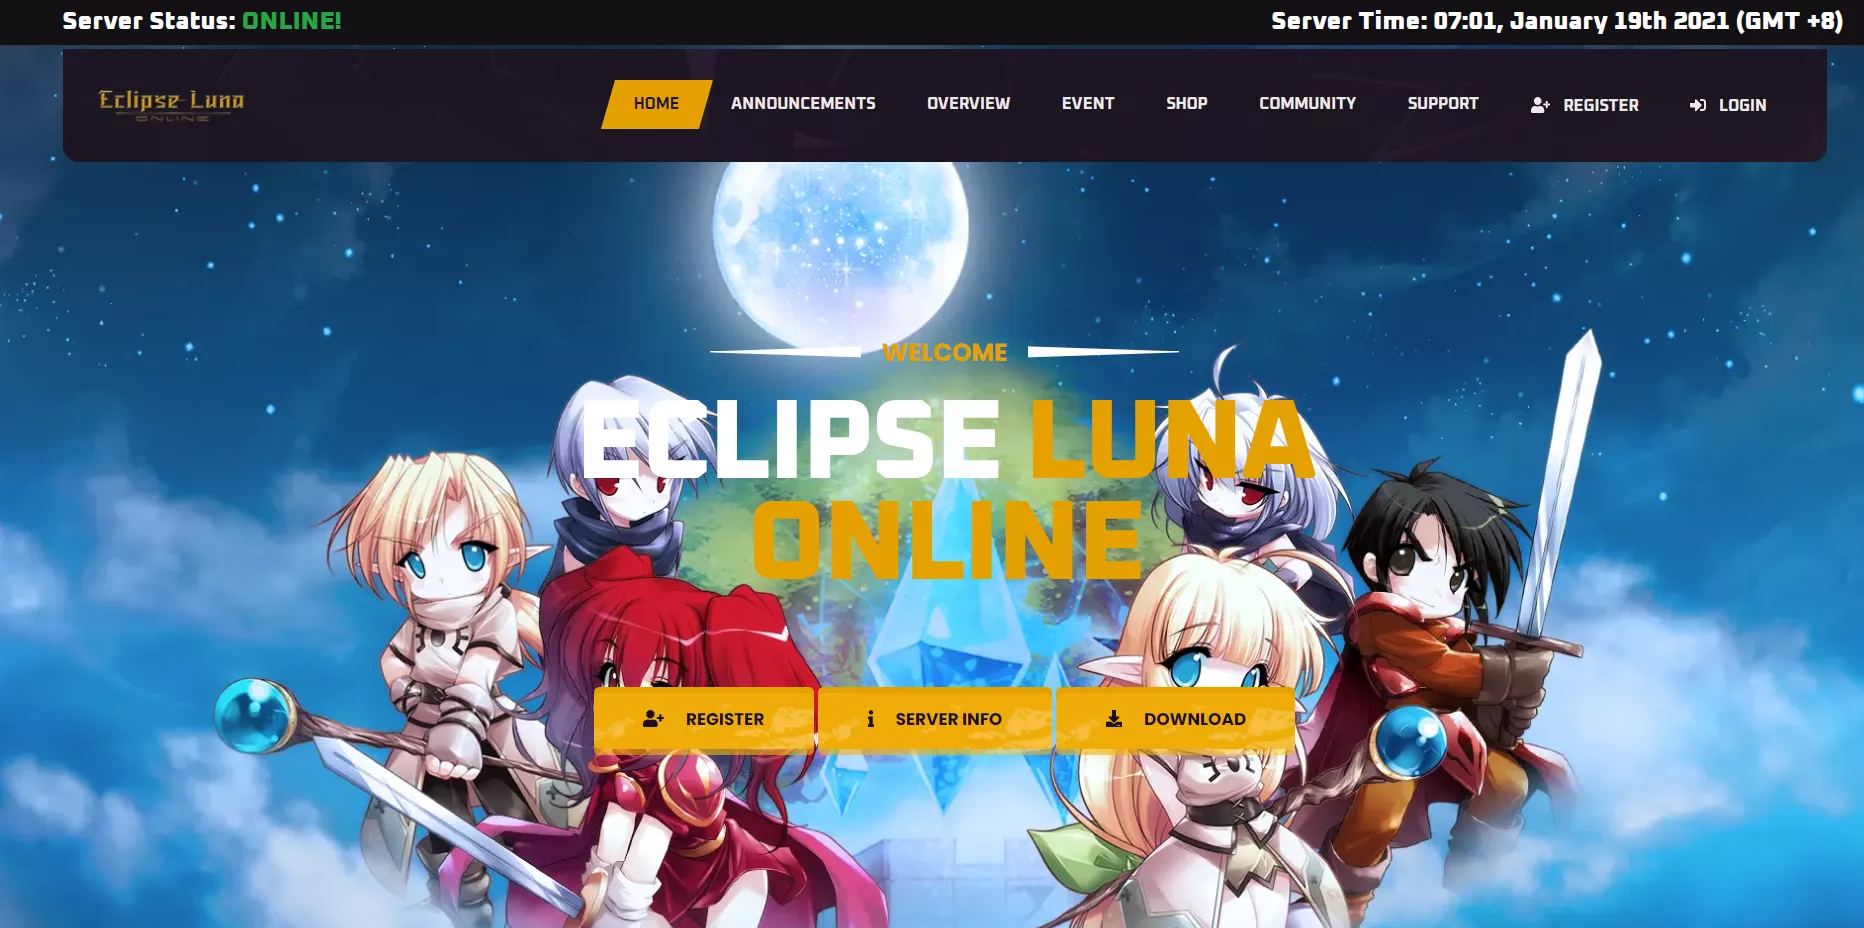 Server Status: ONLINE!
Server Time: 07:01, January 19th 2021 (GMT +8)
Eclipse Luna
ONLINE
HOME
ANNOUNCEMENTS
OVERVIEW
EVENT
SHOP
COMMUNITY
SUPPORT
REGISTER
LOGIN
WELCOME
ECLIPSE LUNA
ONLINE
REGISTER
SERVER INFO
DOWNLOAD